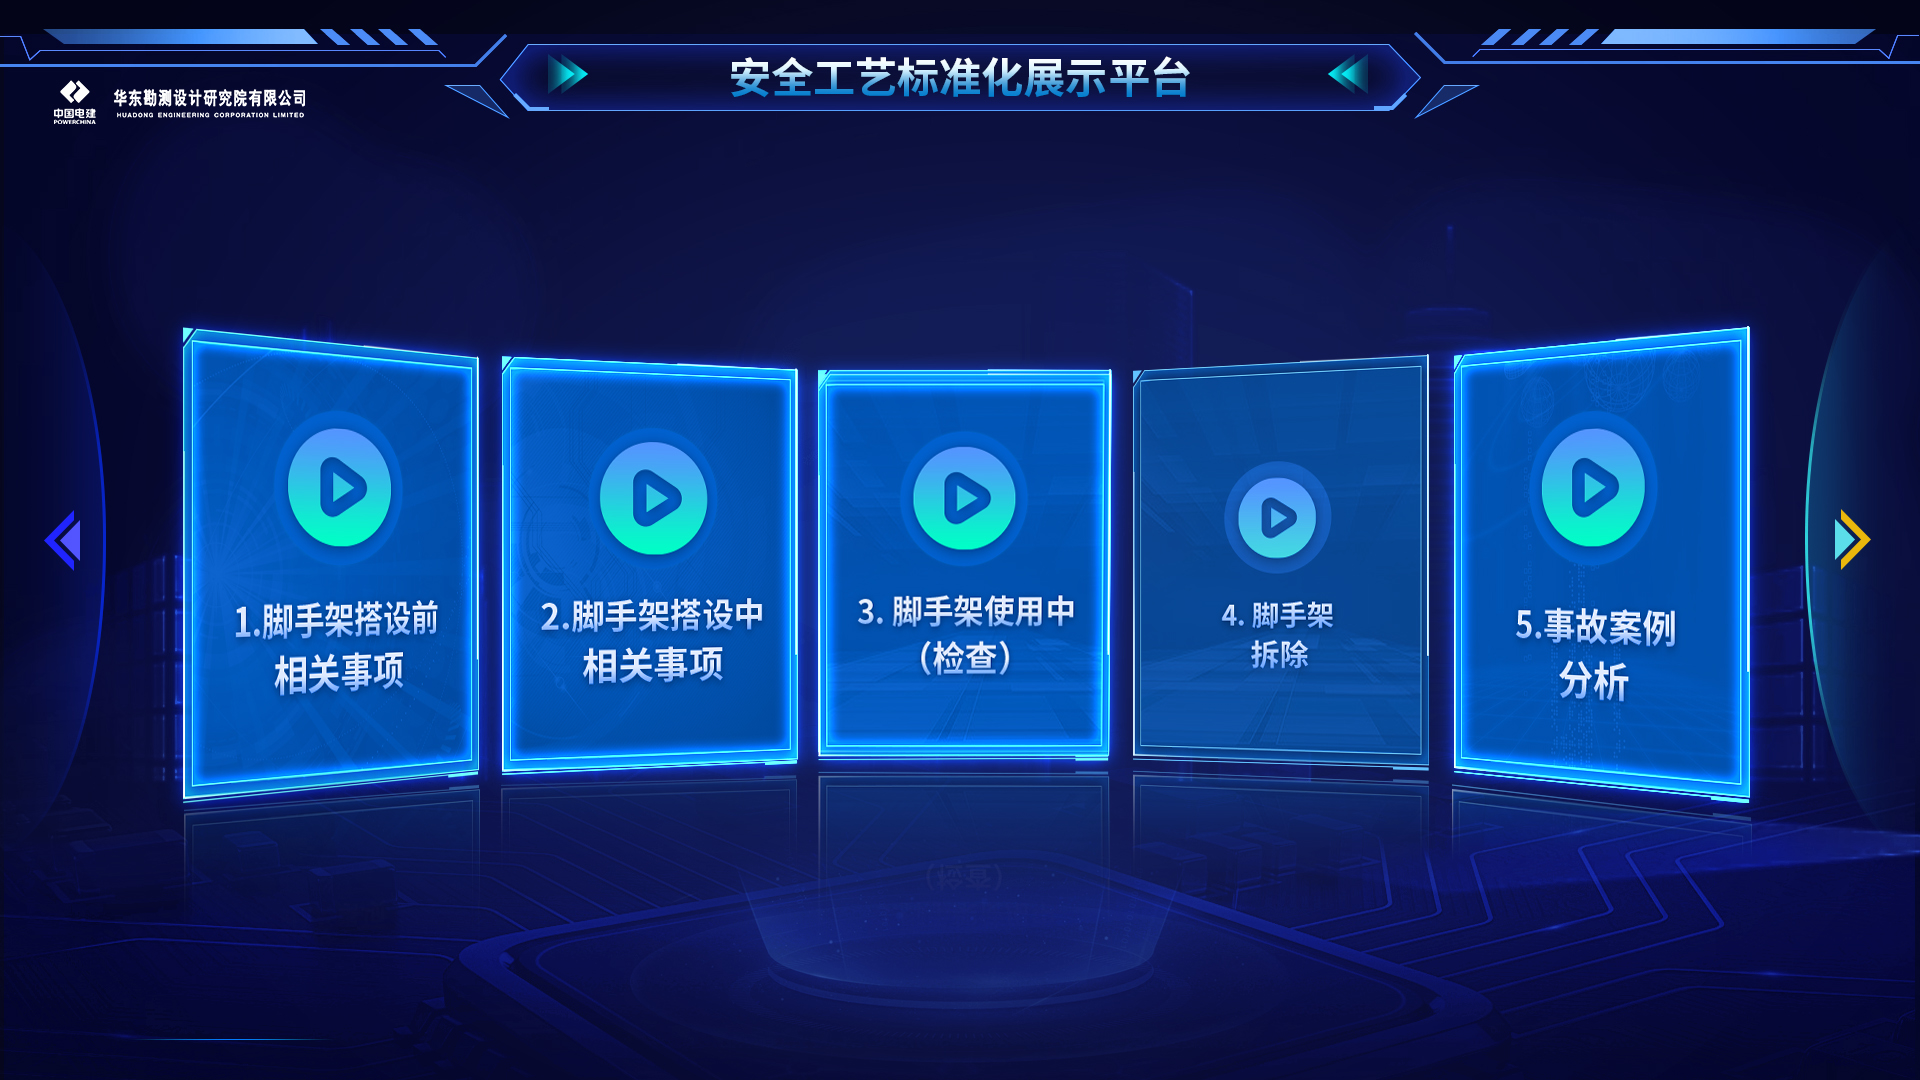 安全工艺标准化展示平台
中国电建
POWERCHINA
华东勘测设计研究院有限公司
HUADONG ENGINEERING CORPORATION LIMITED
1.脚手架搭设前
相关事项
2.脚手架搭设中
相关事项
3. 脚手架使用中
（检查）
4. 脚手架
拆除
5.事故案例
分析